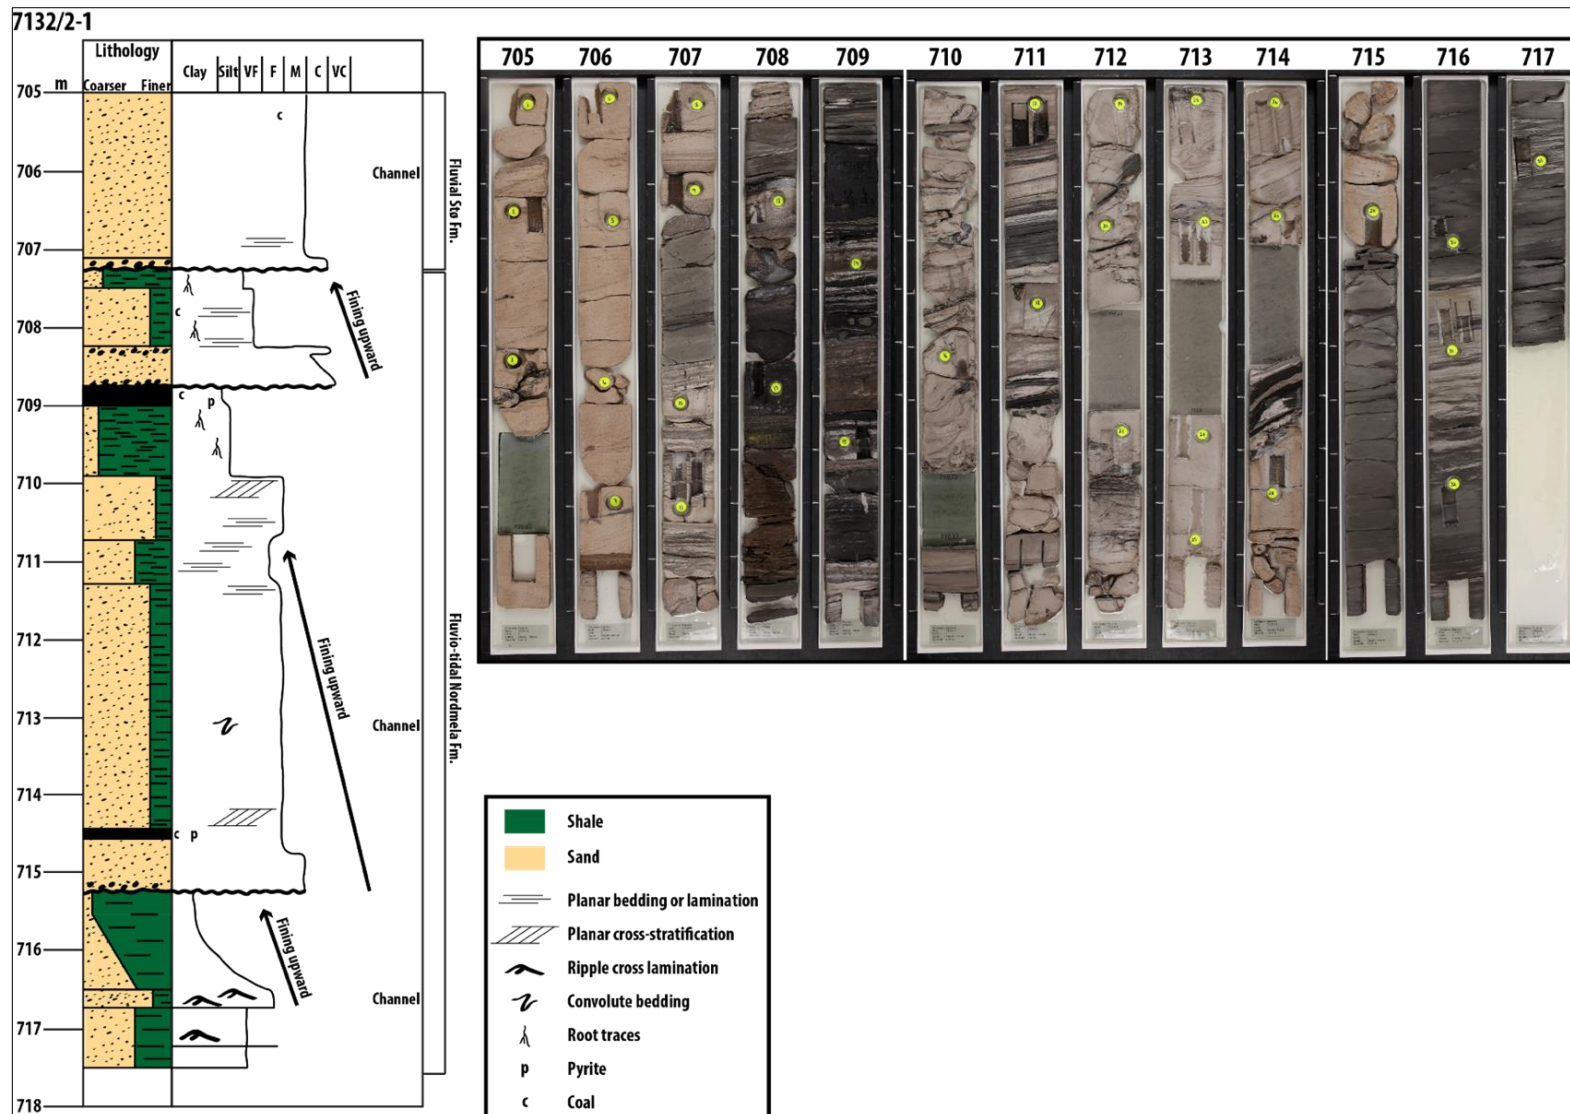 7132/2-1
Lithology
Coarser Finer
m
Clay Silt VF F M C VC
705
706
707
708
709
710
711
712
713
714
715
716
717
718
c
Channel
Fluvial Stø Fm.
c
Fining upward
c p
Fining upward
Channel
Fluvio-tidal Nordmela Fm.
c p
Fining upward
Channel
705 706 707 708 709 710 711 712 713 714 715 716 717
Shale
Sand
Planar bedding or lamination
Planar cross-stratification
Ripple cross lamination
Convolute bedding
Root traces
p Pyrite
c Coal